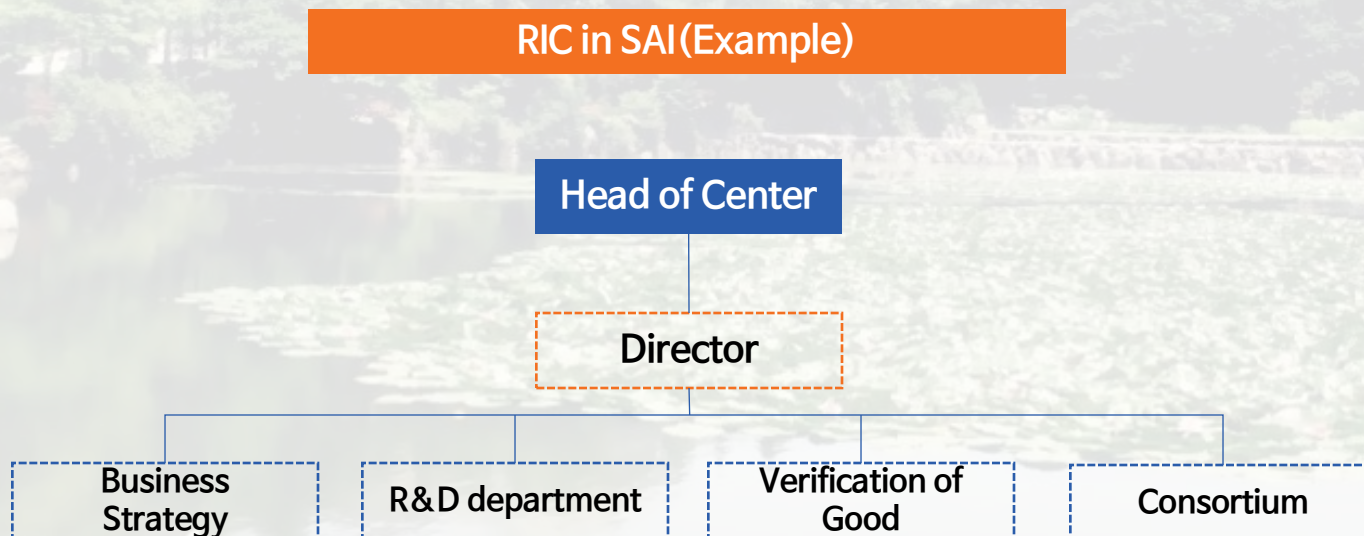 RIC in SAI(Example)
Head of Center
Director
Business
Strategy
R&D department
Verification of
Good
Consortium